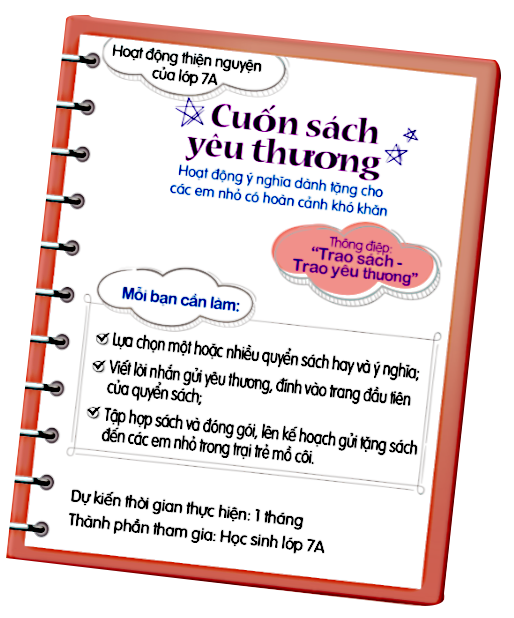 Hoạt động thiện nguyện
của lớp 7A
Cuốn sách
yêu thương
Hoạt động ý nghĩa dành tặng cho
các em nhỏ có hoàn cảnh khó khăn
Thông điệp:
“Trao sách -
Trao yêu thương”
Mỗi bạn cần làm:
Lựa chọn một hoặc nhiều quyển sách hay và ý nghĩa;
Viết lời nhắn gửi yêu thương, đính vào trang đầu tiên
của quyển sách;
Tập hợp sách và đóng gói, lên kế hoạch gửi tặng sách
đến các em nhỏ trong trại trẻ mồ côi.
Dự kiến thời gian thực hiện: 1 tháng
Thành phần tham gia: Học sinh lớp 7A